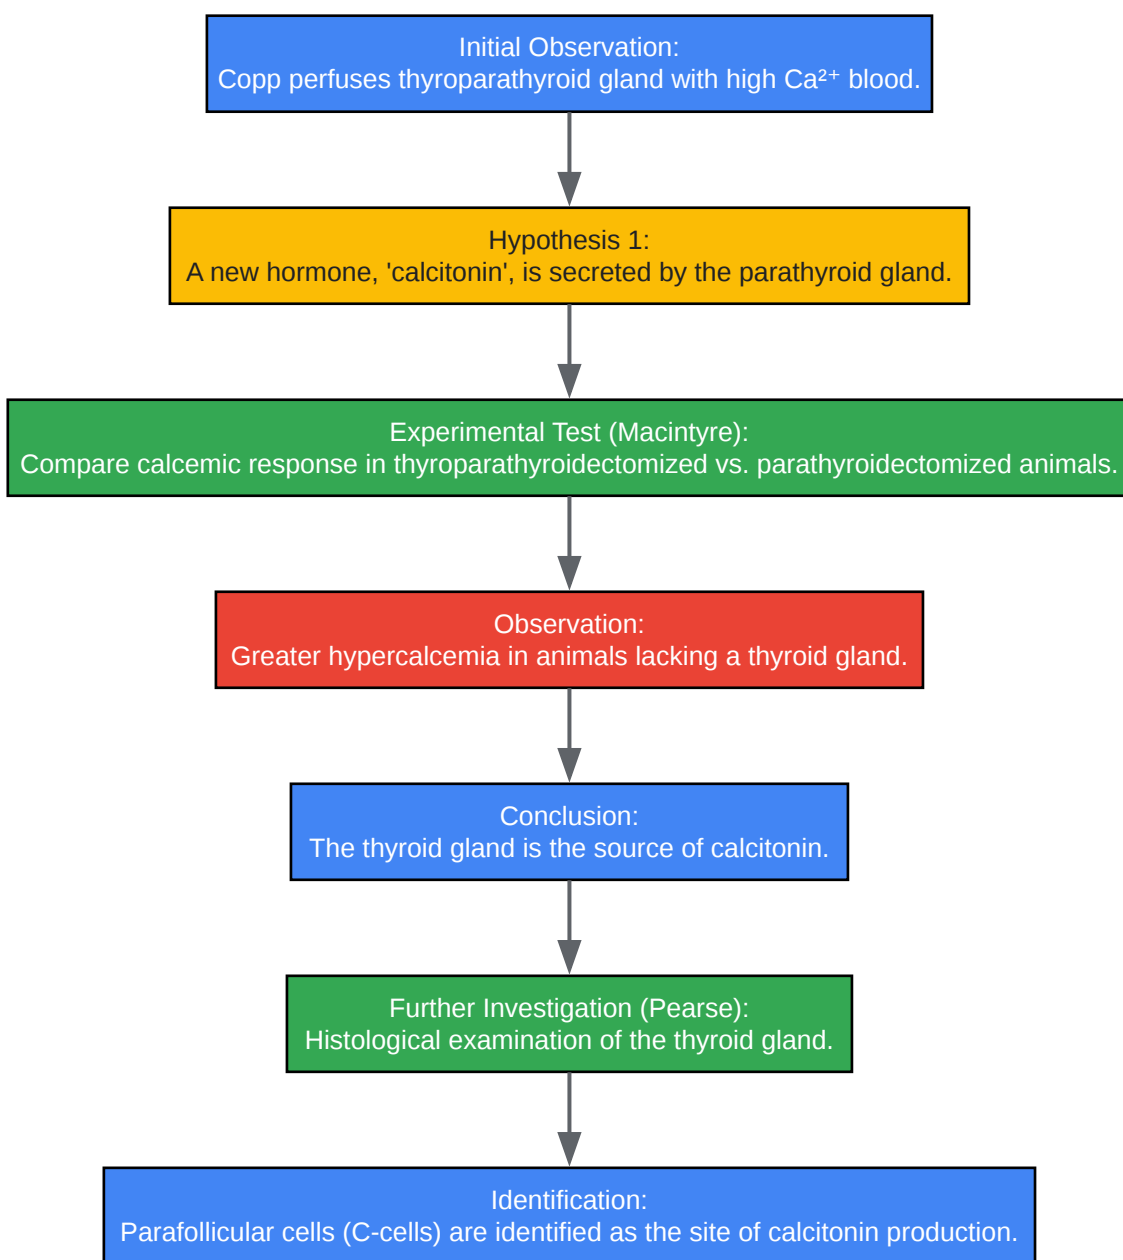 Initial Observation:
Copp perfuses thyroparathyroid gland with high Ca²⁺ blood.
Hypothesis 1:
A new hormone, 'calcitonin', is secreted by the parathyroid gland.
Experimental Test (Macintyre):
Compare calcemic response in thyroparathyroidectomized vs. parathyroidectomized animals.
Observation:
Greater hypercalcemia in animals lacking a thyroid gland.
Conclusion:
The thyroid gland is the source of calcitonin.
Further Investigation (Pearse):
Histological examination of the thyroid gland.
Identification:
Parafollicular cells (C-cells) are identified as the site of calcitonin production.